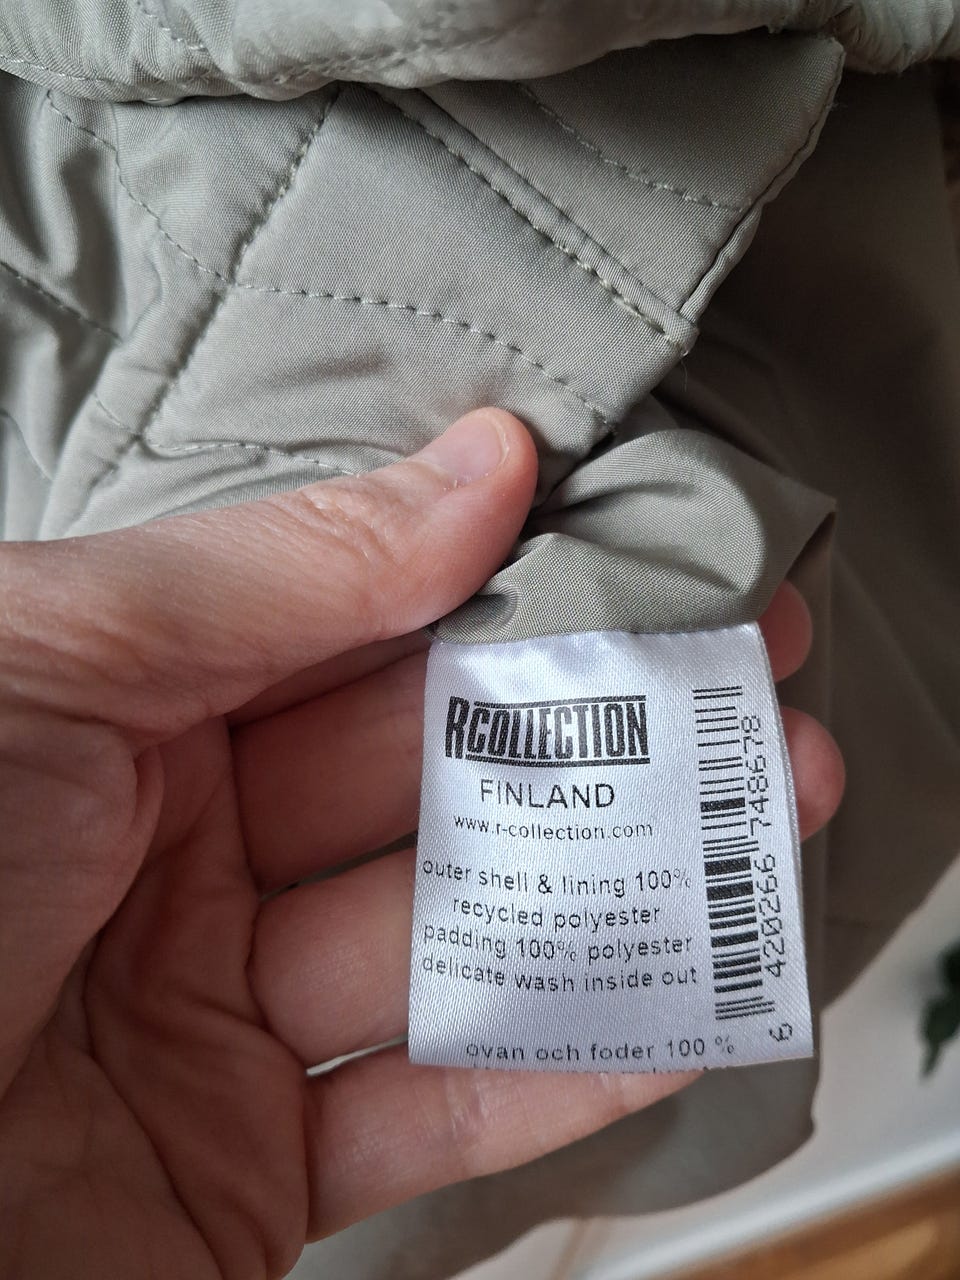 RCOLLECTION
FINLAND
www.r-collection.com
outer shell & lining 100%
recycled polyester
padding 100% polyester
delicate wash inside out
ovan och foder 100 %
6 420266 748678